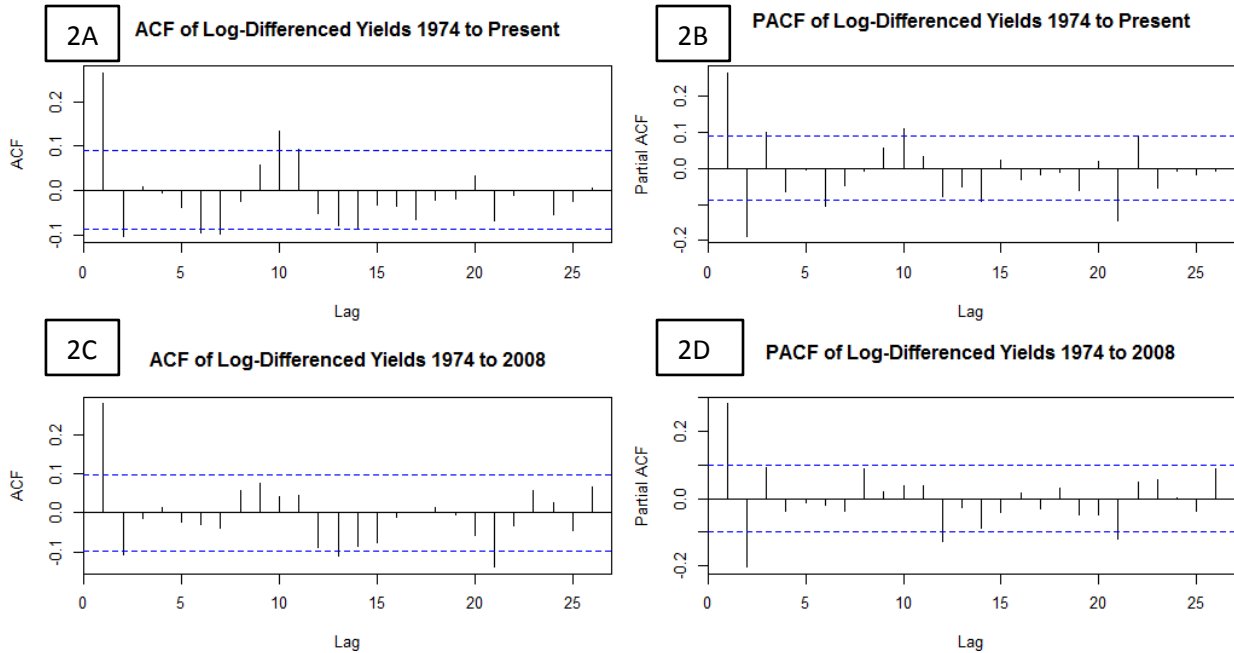 2A
ACF of Log-Differenced Yields 1974 to Present
ACF
-0.1 0.0 0.1 0.2
0 5 10 15 20 25
Lag
2B
PACF of Log-Differenced Yields 1974 to Present
Partial ACF
-0.2 0.0 0.1 0.2
0 5 10 15 20 25
Lag
2C
ACF of Log-Differenced Yields 1974 to 2008
ACF
-0.1 0.0 0.1 0.2
0 5 10 15 20 25
Lag
2D
PACF of Log-Differenced Yields 1974 to 2008
Partial ACF
-0.2 0.0 0.2
0 5 10 15 20 25
Lag